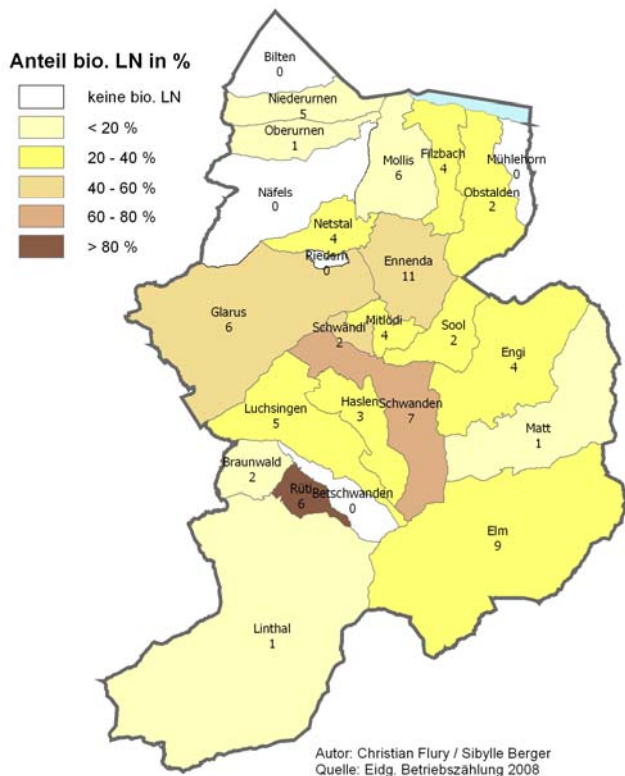 Anteil bio. LN in %
keine bio. LN
< 20 %
20 - 40 %
40 - 60 %
60 - 80 %
> 80 %
Bilten
0
Niederurnen
5
Oberurnen
1
Näfels
0
Mollis
6
Filzbach
4
Mühlehorn
0
Obstalden
2
Netstal
4
Riedern
0
Ennenda
11
Glarus
6
Schwändi
2
Mitlödi
4
Sool
2
Engi
4
Luchsingen
5
Haslen
3
Schwanden
7
Matt
1
Braunwald
2
Rüti
6
Betschwanden
0
Elm
9
Linthal
1
Autor: Christian Flury / Sibylle Berger
Quelle: Eidg. Betriebszählung 2008